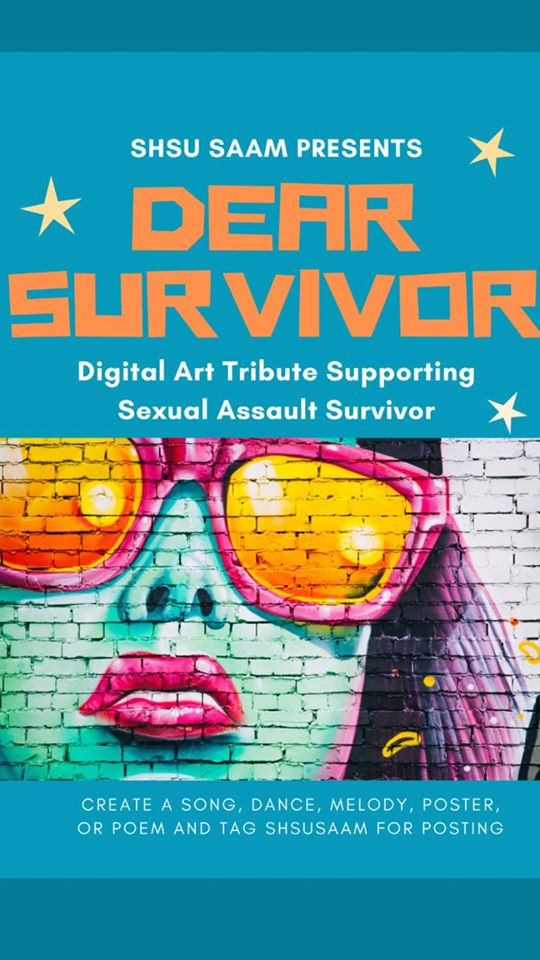 SHSU SAAM PRESENTS
DEAR
SURVIVOR
Digital Art Tribute Supporting
Sexual Assault Survivor
CREATE A SONG, DANCE, MELODY, POSTER,
OR POEM AND TAG SHSUSAAM FOR POSTING